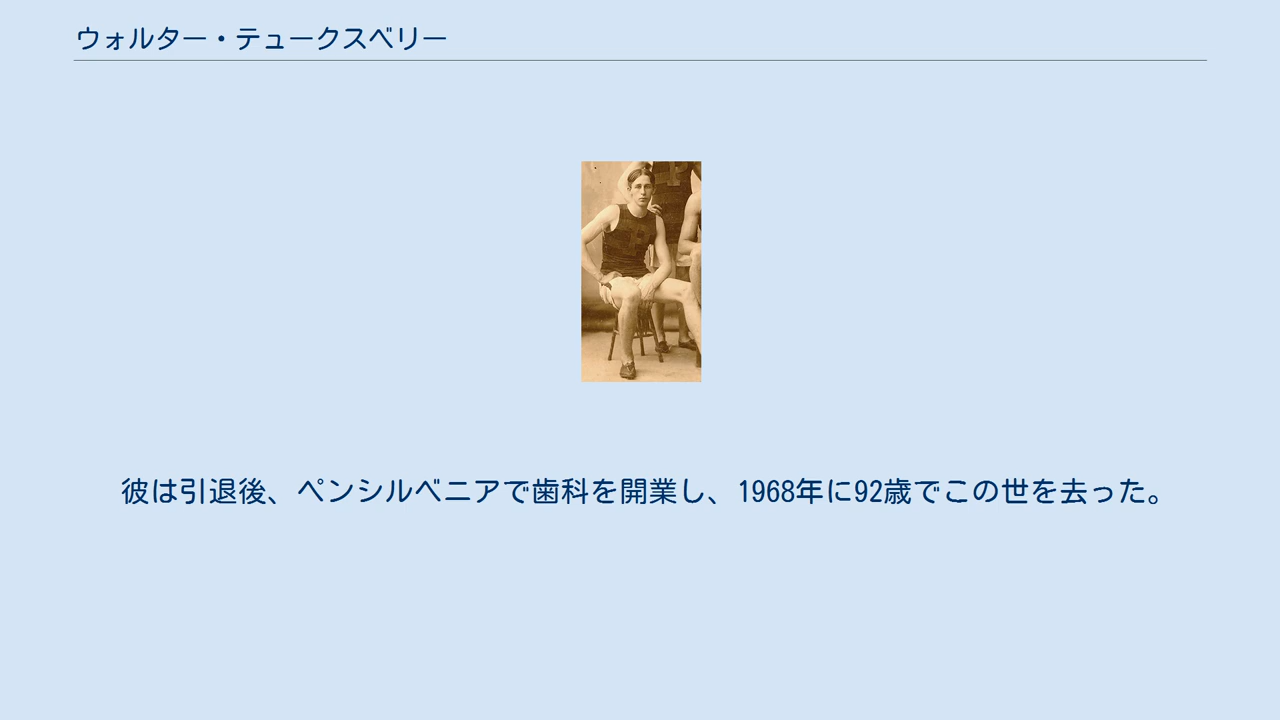 ウォルター・テュークスベリー
彼は引退後、ペンシルベニアで歯科を開業し、1968年に92歳でこの世を去った。